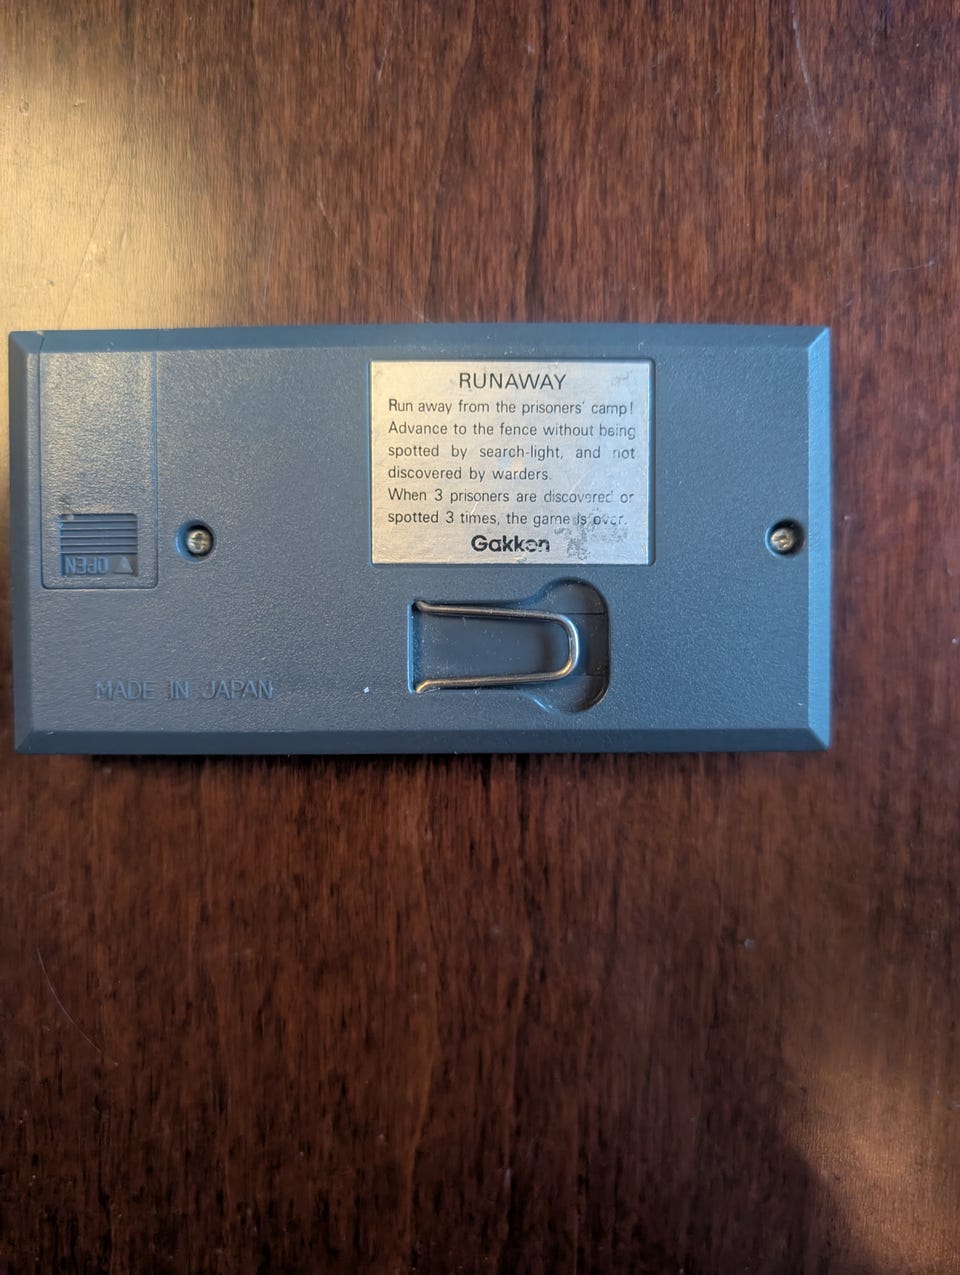 RUNAWAY
Run away from the prisoners' camp!
Advance to the fence without being
spotted by search-light, and not
discovered by warders.
When 3 prisoners are discovered or
spotted 3 times, the game is over.
Gakken
OPEN
MADE IN JAPAN